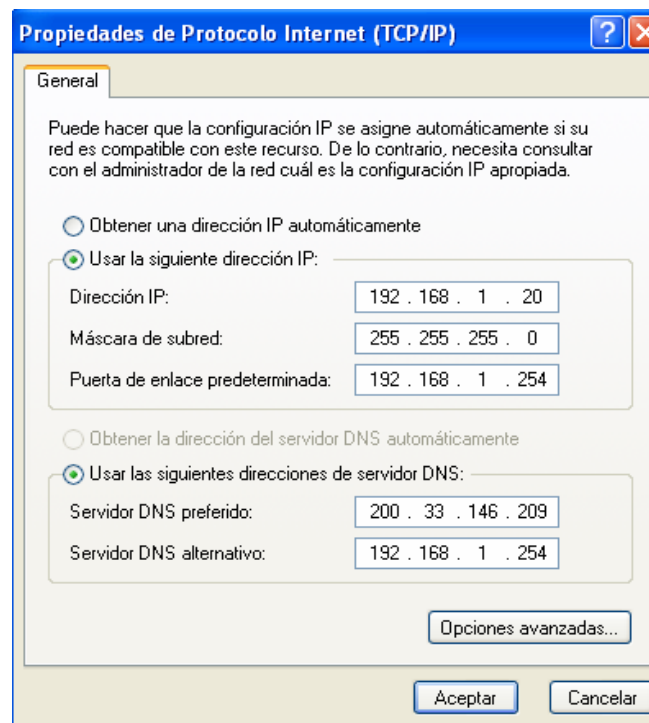 Propiedades de Protocolo Internet (TCP/IP)
General
Puede hacer que la configuración IP se asigne automáticamente si su
red es compatible con este recurso. De lo contrario, necesita consultar
con el administrador de la red cuál es la configuración IP apropiada.
Obtener una dirección IP automáticamente
Usar la siguiente dirección IP:
Dirección IP: 192 . 168 . 1 . 20
Máscara de subred: 255 . 255 . 255 . 0
Puerta de enlace predeterminada: 192 . 168 . 1 . 254
Obtener la dirección del servidor DNS automáticamente
Usar las siguientes direcciones de servidor DNS:
Servidor DNS preferido: 200 . 33 . 146 . 209
Servidor DNS alternativo: 192 . 168 . 1 . 254
Opciones avanzadas...
Aceptar Cancelar